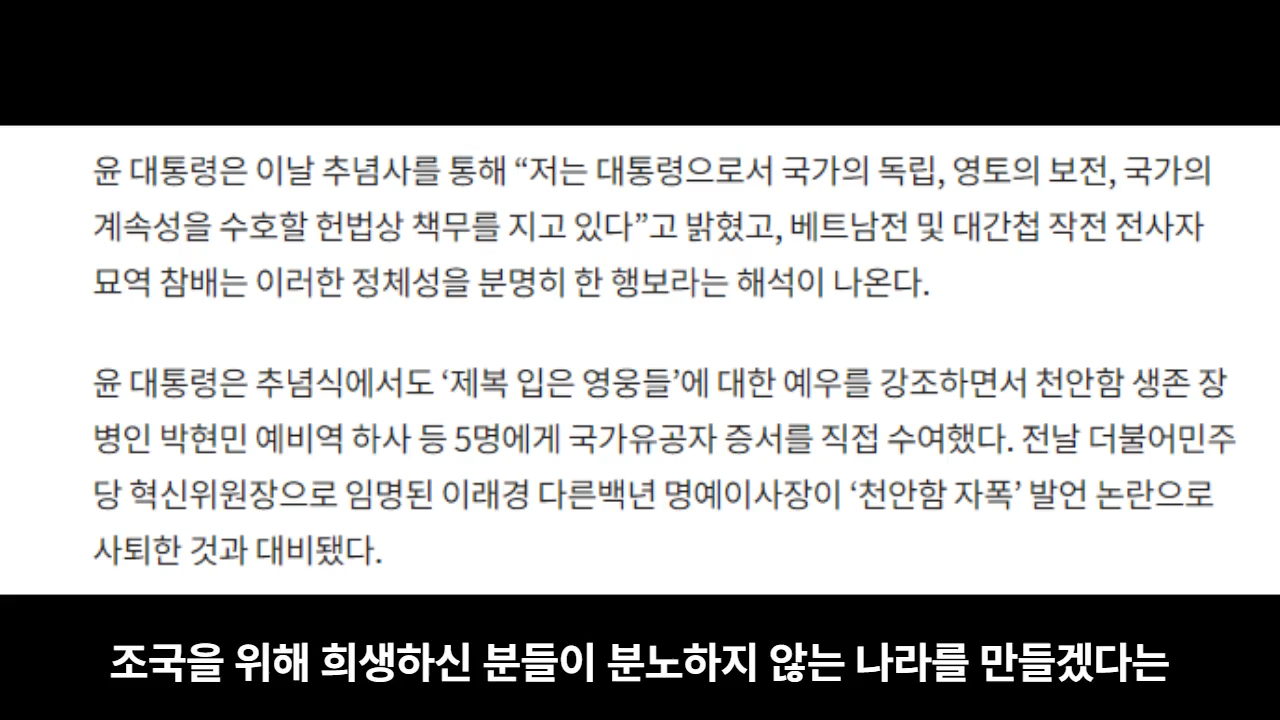 윤 대통령은 이날 추념사를 통해 “저는 대통령으로서 국가의 독립, 영토의 보전, 국가의
계속성을 수호할 헌법상 책무를 지고 있다”고 밝혔고, 베트남전 및 대간첩 작전 전사자
묘역 참배는 이러한 정체성을 분명히 한 행보라는 해석이 나온다.
윤 대통령은 추념식에서도 ‘제복 입은 영웅들’에 대한 예우를 강조하면서 천안함 생존 장
병인 박현민 예비역 하사 등 5명에게 국가유공자 증서를 직접 수여했다. 전날 더불어민주
당 혁신위원장으로 임명된 이래경 다른백년 명예이사장이 ‘천안함 자폭’ 발언 논란으로
사퇴한 것과 대비됐다.
조국을 위해 희생하신 분들이 분노하지 않는 나라를 만들겠다는